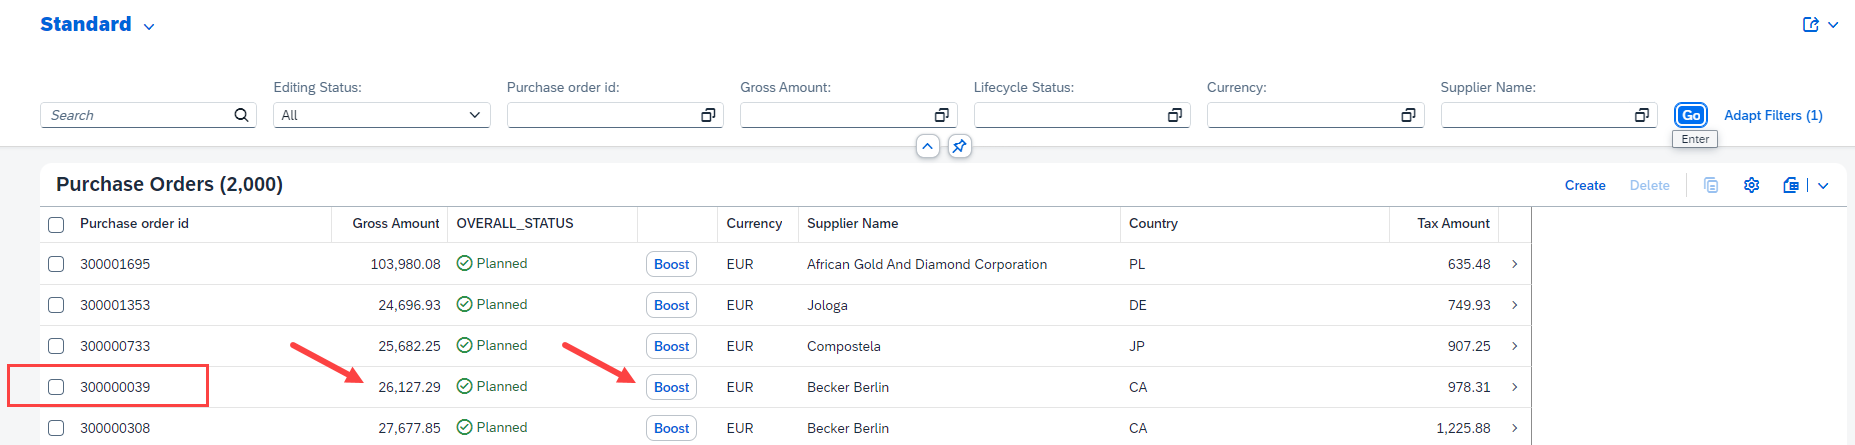 Standard
Editing Status: Purchase order id: Gross Amount: Lifecycle Status: Currency: Supplier Name:
Search All Go Adapt Filters (1)
Enter
Purchase Orders (2,000) Create Delete
Purchase order id Gross Amount OVERALL_STATUS Currency Supplier Name Country Tax Amount
300001695 103,980.08 Planned Boost EUR African Gold And Diamond Corporation PL 635.48
300001353 24,696.93 Planned Boost EUR Jologa DE 749.93
300000733 25,682.25 Planned Boost EUR Compostela JP 907.25
300000039 26,127.29 Planned Boost EUR Becker Berlin CA 978.31
300000308 27,677.85 Planned Boost EUR Becker Berlin CA 1,225.88